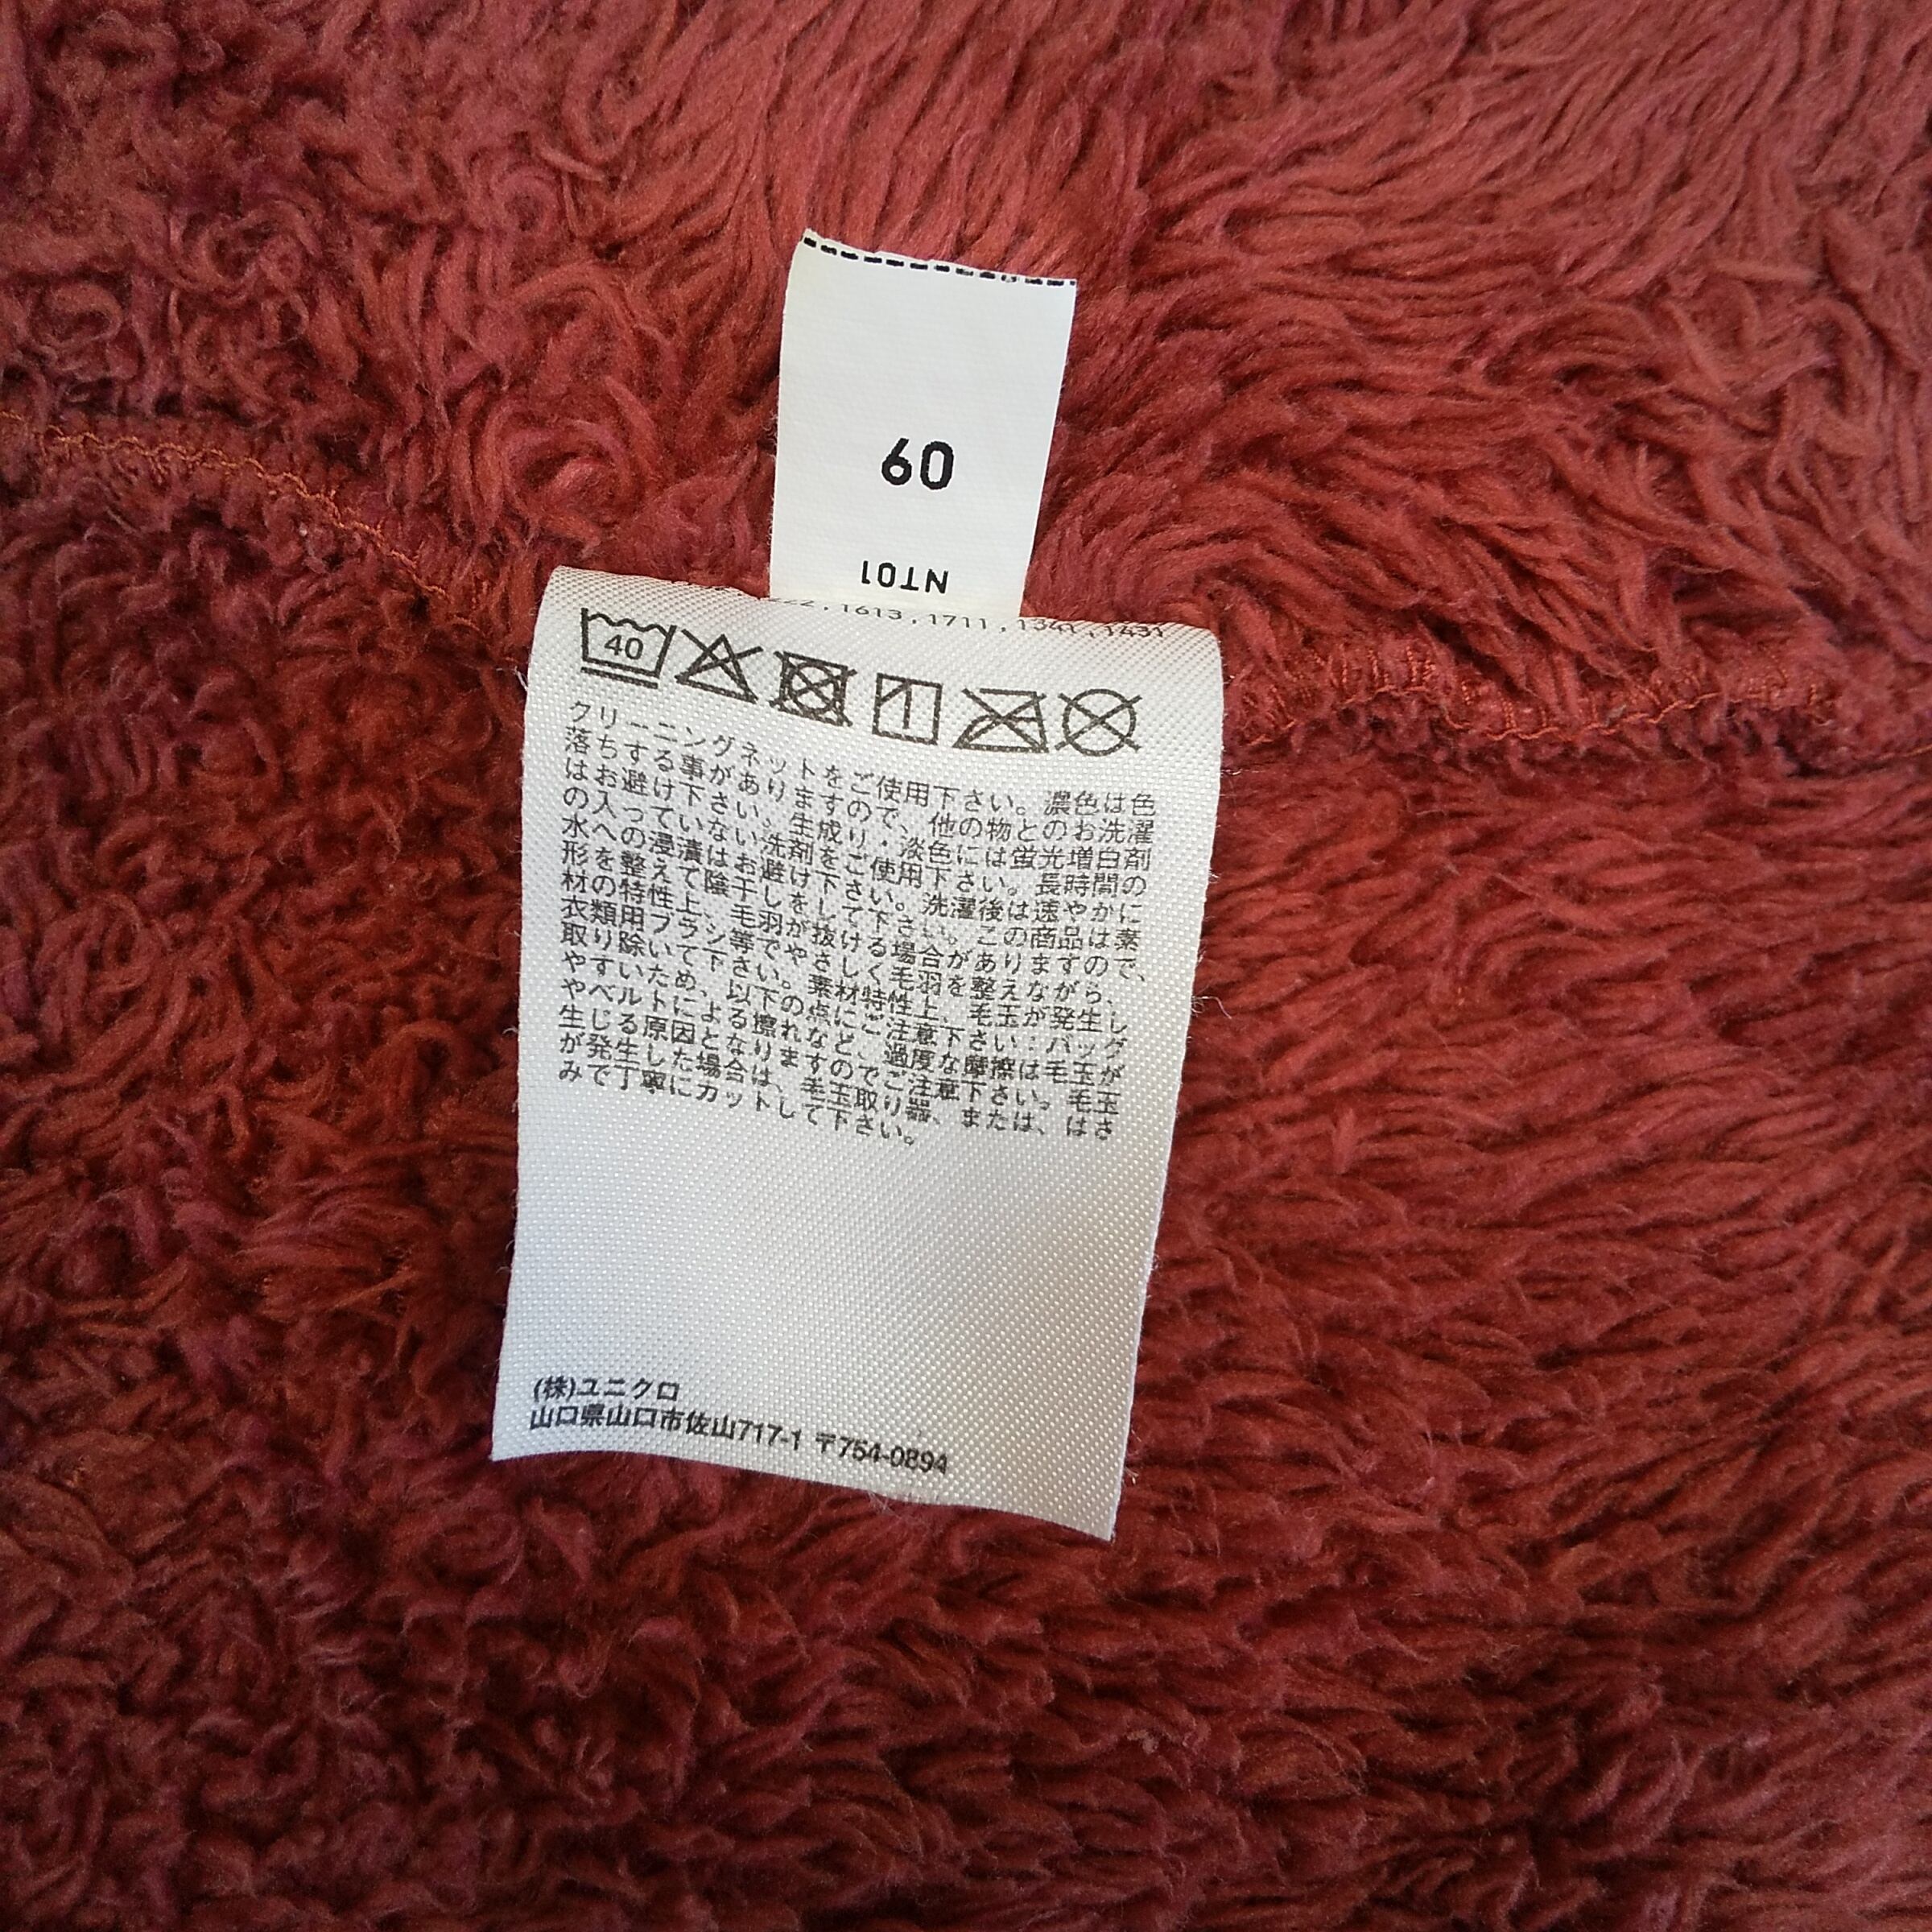 60
NT01
22,1613,1711,1341,1431
40
クリーニングネットをご使用下さい。濃色は色
落ちする事がありますので、他の物とのお洗濯
はお避け下さい。生成り・淡色には蛍光増白剤
の入っていない洗剤をご使用下さい。長時間の
水への浸漬はお避け下さい。洗濯後は速やかに
形を整えて陰干しをして下さい。この商品は素
材の特性上、毛羽が抜ける場合がありますので、
衣類用ブラシ等でやさしく毛羽を整えながら、
取り除いて下さい。素材特性上、毛玉が発生し
やすいため、以下の点にご注意下さい：バッグ
やベルトによる擦れなど、過度な摩擦は毛玉が
生じる原因となりますのでご注意下さい。毛玉
が発生した場合は、毛玉取り器、または、はさ
みで丁寧にカットして下さい。
(株)ユニクロ
山口県山口市佐山717-1 〒754-0894